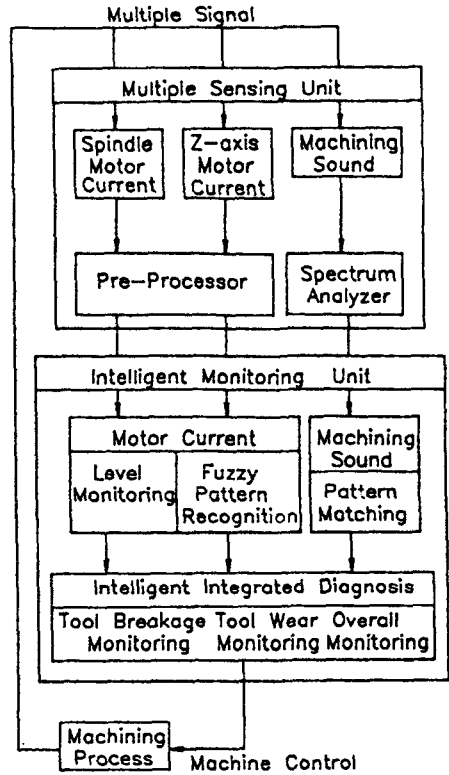 Multiple Signal
Multiple Sensing Unit
Spindle
Motor
Current
Z-axis
Motor
Current
Machining
Sound
Pre-Processor
Spectrum
Analyzer
Intelligent Monitoring Unit
Motor Current
Level
Monitoring
Fuzzy
Pattern
Recognition
Machining
Sound
Pattern
Matching
Intelligent Integrated Diagnosis
Tool Breakage Tool Wear Overall
Monitoring Monitoring Monitoring
Machining
Process
Machine Control